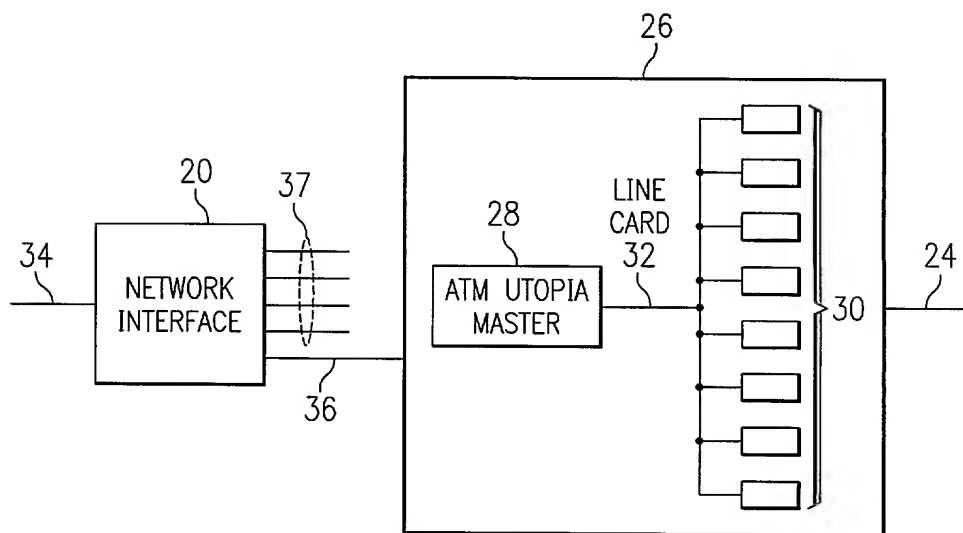 26
20
37
LINE
CARD
28
32
24
34
NETWORK
INTERFACE
ATM UTOPIA
MASTER
30
36